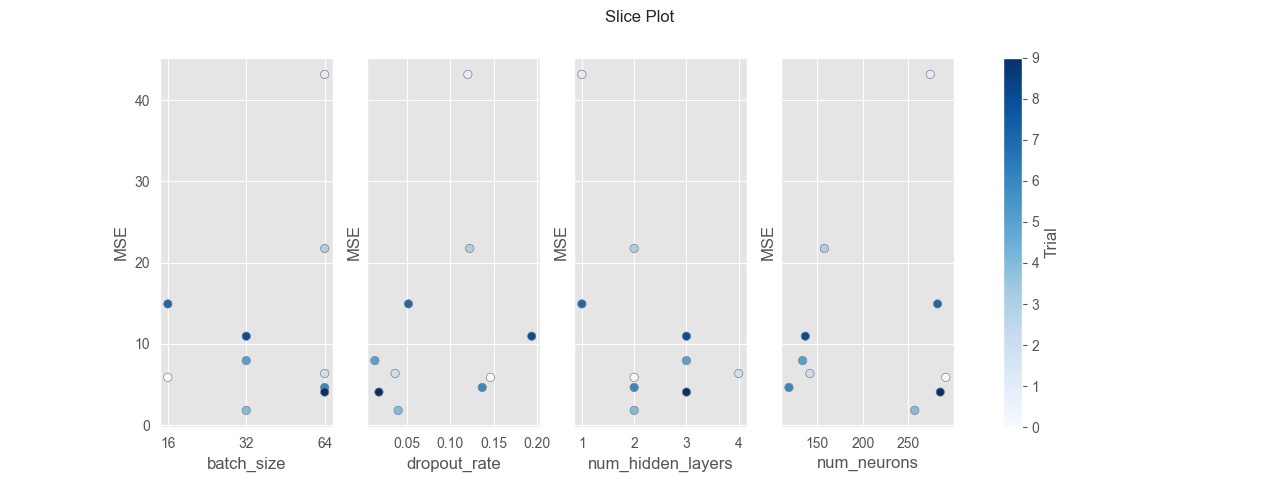 Slice Plot
MSE
40
30
20
10
0
16 32 64
batch_size
MSE
0.05 0.10 0.15 0.20
dropout_rate
MSE
1 2 3 4
num_hidden_layers
MSE
150 200 250
num_neurons
9
8
7
6
5
4
3
2
1
0
Trial